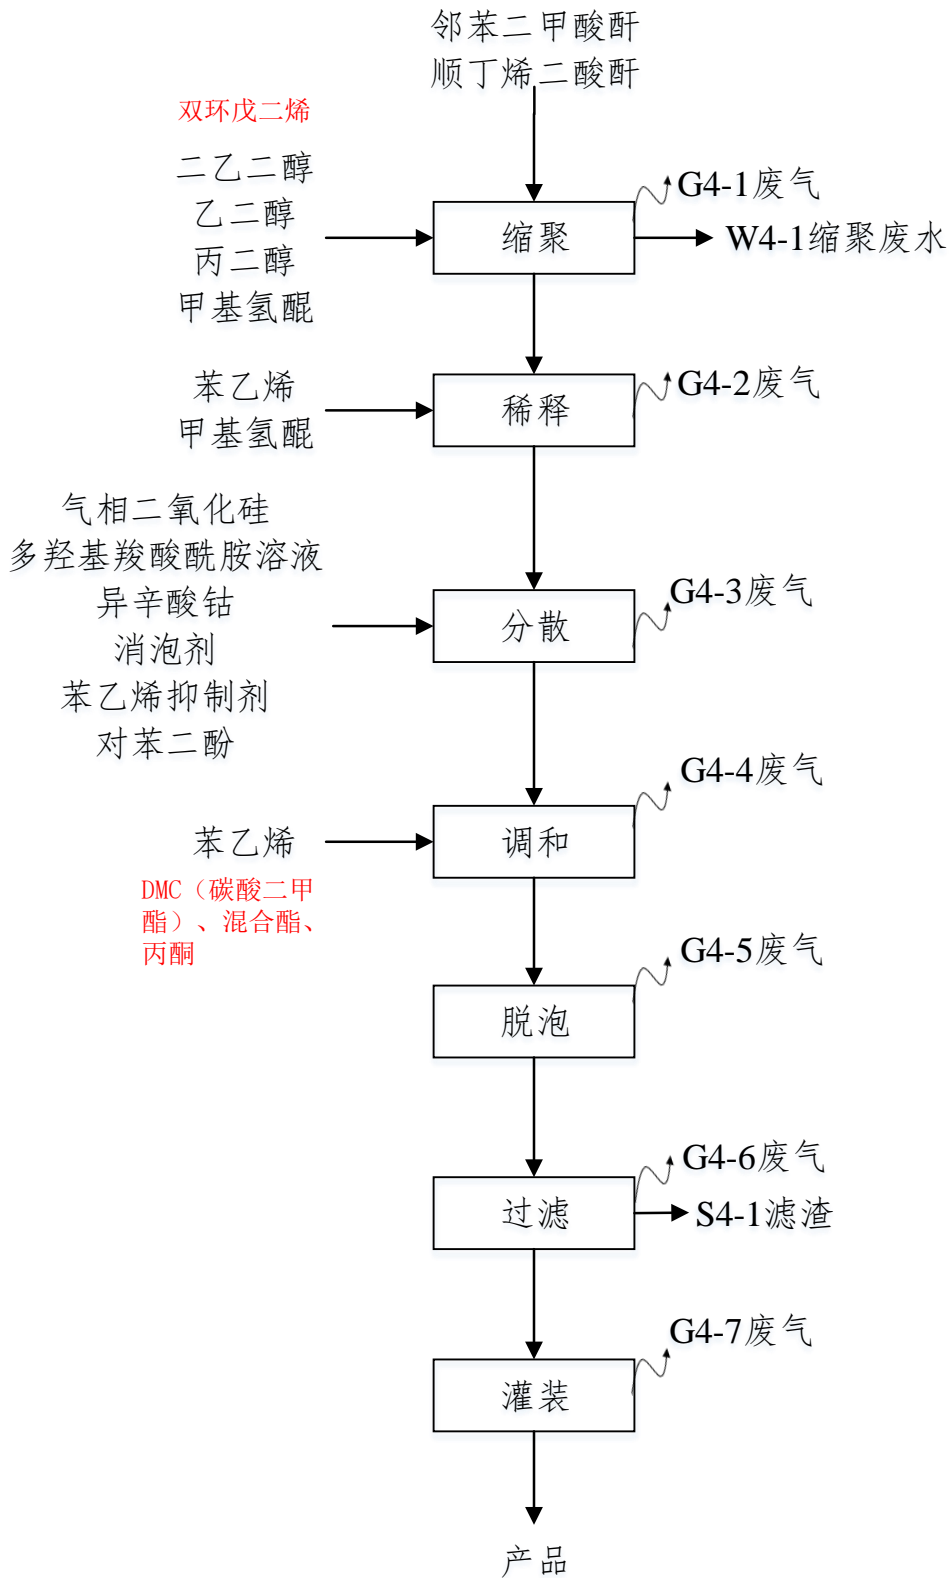 邻苯二甲酸酐
顺丁烯二酸酐
双环戊二烯
二乙二醇
乙二醇
丙二醇
甲基氢醌
缩聚
G4-1废气
W4-1缩聚废水
苯乙烯
甲基氢醌
稀释
G4-2废气
气相二氧化硅
多羟基羧酸酰胺溶液
异辛酸钴
消泡剂
苯乙烯抑制剂
对苯二酚
分散
G4-3废气
苯乙烯
DMC（碳酸二甲
酯）、混合酯、
丙酮
调和
G4-4废气
脱泡
G4-5废气
过滤
G4-6废气
S4-1滤渣
灌装
G4-7废气
产品